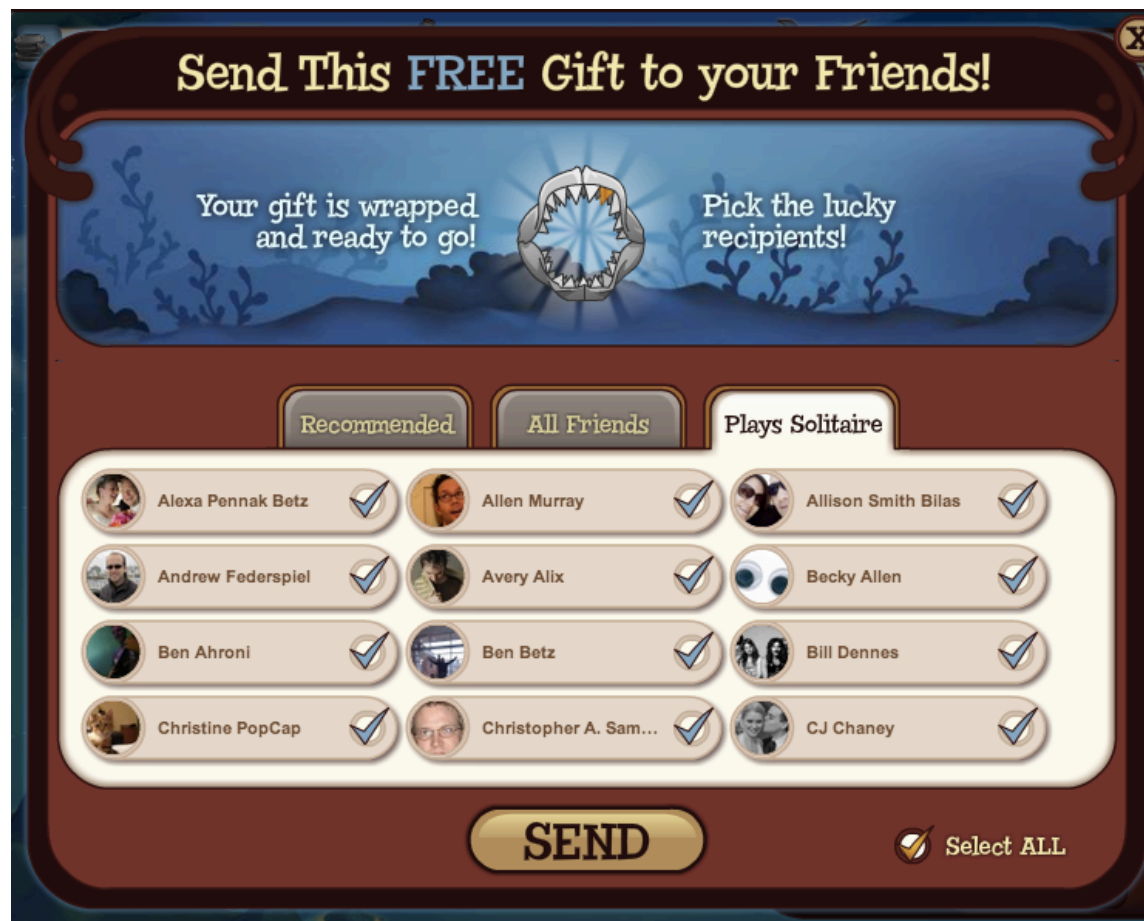 X
Send This FREE Gift to your Friends!
Your gift is wrapped
and ready to go!
Pick the lucky
recipients!
Recommended
All Friends
Plays Solitaire
Alexa Pennak Betz
Allen Murray
Allison Smith Bilas
Andrew Federspiel
Avery Alix
Becky Allen
Ben Ahroni
Ben Betz
Bill Dennes
Christine PopCap
Christopher A. Sam...
CJ Chaney
SEND
Select ALL